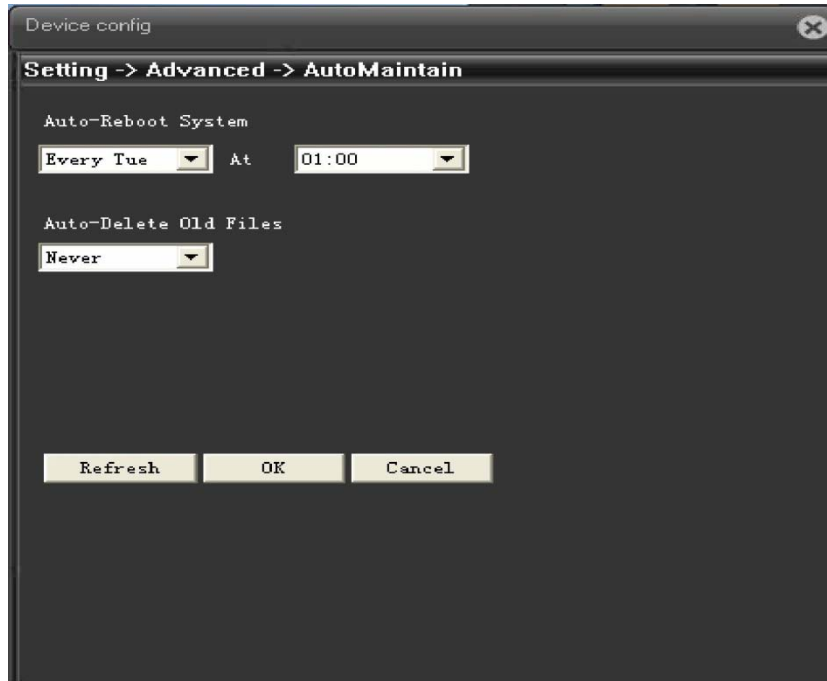 Device config
Setting -> Advanced -> AutoMaintain
Auto-Reboot System
Every Tue At 01:00
Auto-Delete Old Files
Never
Refresh OK Cancel